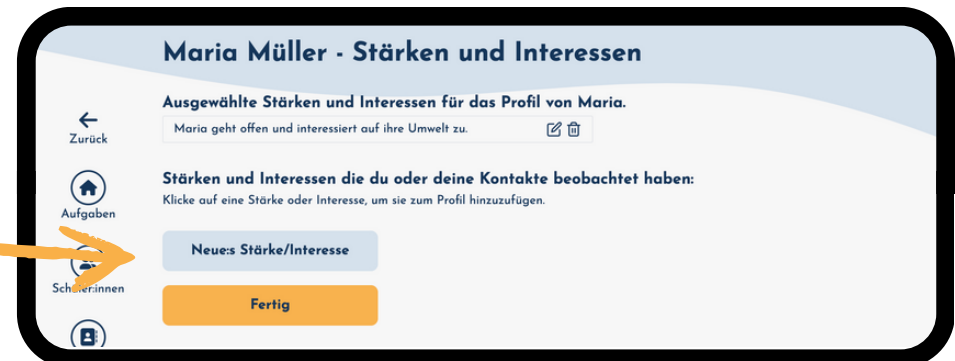 Maria Müller - Stärken und Interessen
Ausgewählte Stärken und Interessen für das Profil von Maria.
Maria geht offen und interessiert auf ihre Umwelt zu.
Zurück
Stärken und Interessen die du oder deine Kontakte beobachtet haben:
Klicke auf eine Stärke oder Interesse, um sie zum Profil hinzuzufügen.
Aufgaben
Neue:s Stärke/Interesse
Schüler:innen
Fertig